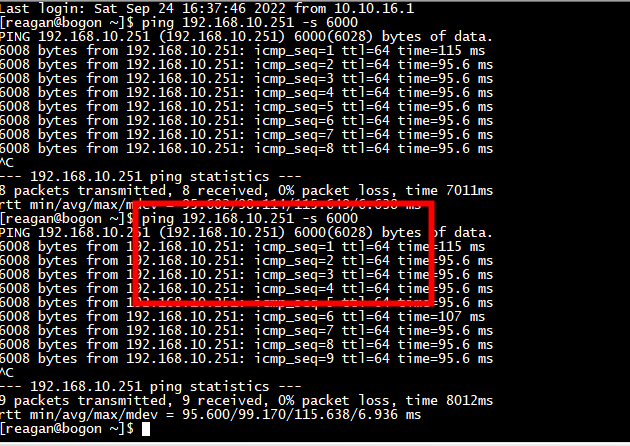 Last login: Sat Sep 24 16:37:46 2022 from 10.10.16.1
[reagan@bogon ~]$ ping 192.168.10.251 -s 6000
PING 192.168.10.251 (192.168.10.251) 6000(6028) bytes of data.
6008 bytes from 192.168.10.251: icmp_seq=1 ttl=64 time=115 ms
6008 bytes from 192.168.10.251: icmp_seq=2 ttl=64 time=95.6 ms
6008 bytes from 192.168.10.251: icmp_seq=3 ttl=64 time=95.6 ms
6008 bytes from 192.168.10.251: icmp_seq=4 ttl=64 time=95.6 ms
6008 bytes from 192.168.10.251: icmp_seq=5 ttl=64 time=95.6 ms
6008 bytes from 192.168.10.251: icmp_seq=6 ttl=64 time=95.6 ms
6008 bytes from 192.168.10.251: icmp_seq=7 ttl=64 time=95.6 ms
6008 bytes from 192.168.10.251: icmp_seq=8 ttl=64 time=95.6 ms
^C
--- 192.168.10.251 ping statistics ---
8 packets transmitted, 8 received, 0% packet loss, time 7011ms
rtt min/avg/max/mdev = ms
[reagan@bogon ~]$ ping 192.168.10.251 -s 6000
PING 192.168.10.251 (192.168.10.251) 6000(6028) bytes of data.
6008 bytes from 192.168.10.251: icmp_seq=1 ttl=64 time=115 ms
6008 bytes from 192.168.10.251: icmp_seq=2 ttl=64 time=95.6 ms
6008 bytes from 192.168.10.251: icmp_seq=3 ttl=64 time=95.6 ms
6008 bytes from 192.168.10.251: icmp_seq=4 ttl=64 time=95.6 ms
6008 bytes from 192.168.10.251: icmp_seq=5 ttl=64 time=95.6 ms
6008 bytes from 192.168.10.251: icmp_seq=6 ttl=64 time=107 ms
6008 bytes from 192.168.10.251: icmp_seq=7 ttl=64 time=95.6 ms
6008 bytes from 192.168.10.251: icmp_seq=8 ttl=64 time=95.6 ms
6008 bytes from 192.168.10.251: icmp_seq=9 ttl=64 time=95.6 ms
^C
--- 192.168.10.251 ping statistics ---
9 packets transmitted, 9 received, 0% packet loss, time 8012ms
rtt min/avg/max/mdev = 95.600/99.170/115.638/6.936 ms
[reagan@bogon ~]$